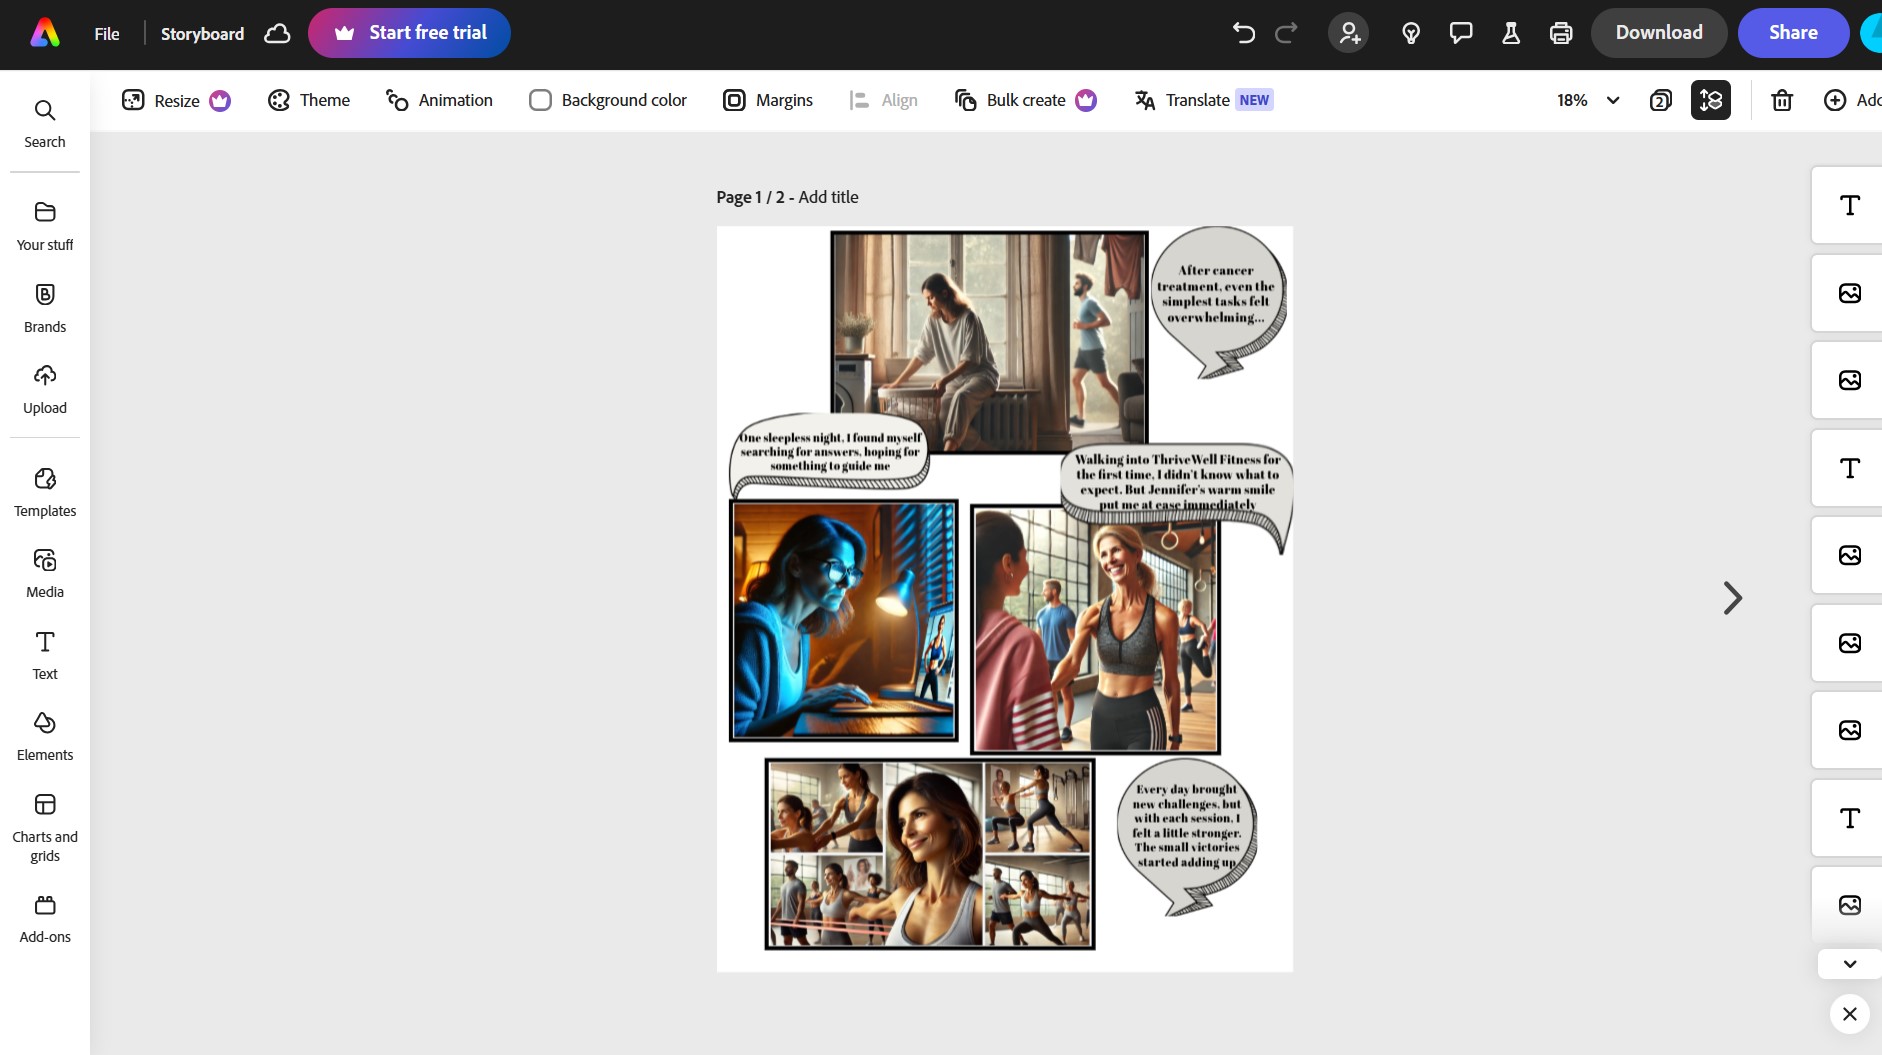 File
Storyboard
Start free trial
Download
Share
Resize
Theme
Animation
Background color
Margins
Align
Bulk create
Translate NEW
18%
2
Search
Your stuff
Brands
Upload
Templates
Media
Text
Elements
Charts and
grids
Add-ons
Page 1 / 2 - Add title
After cancer
treatment, even the
simplest tasks felt
overwhelming...
One sleepless night, I found myself
searching for answers, hoping for
something to guide me
Walking into ThriveWell Fitness for
the first time, I didn't know what to
expect. But Jennifer's warm smile
put me at ease immediately
Every day brought
new challenges, but
with each session, I
felt a little stronger.
The small victories
started adding up